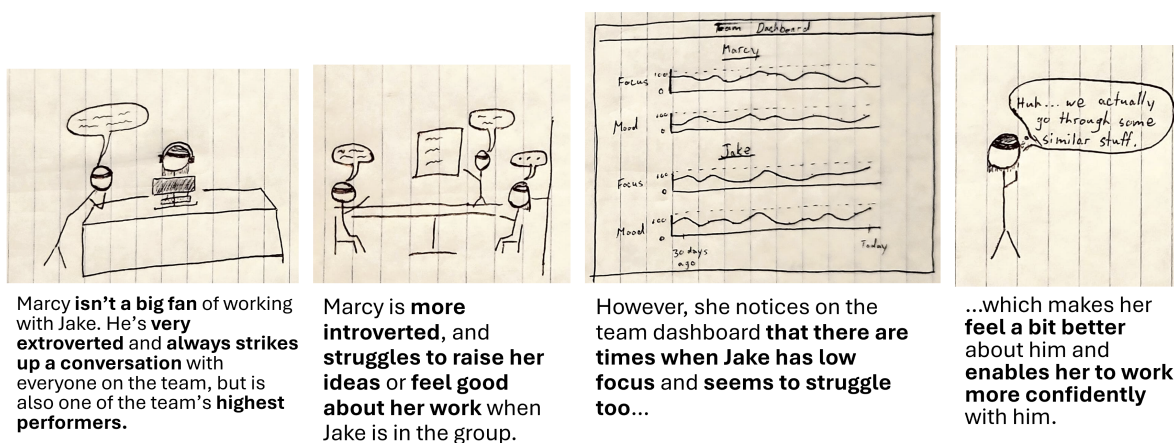 Marcy isn't a big fan of working
with Jake. He's very
extroverted and always strikes
up a conversation with
everyone on the team, but is
also one of the team's highest
performers.
Marcy is more
introverted, and
struggles to raise her
ideas or feel good
about her work when
Jake is in the group.
Team Dashboard
Marcy
Focus 100
0
Mood 100
0
Jake
Focus 100
0
Mood 100
0
30 days
ago
Today
However, she notices on the
team dashboard that there are
times when Jake has low
focus and seems to struggle
too...
Huh... we actually
go through some
similar stuff.
...which makes her
feel a bit better
about him and
enables her to work
more confidently
with him.